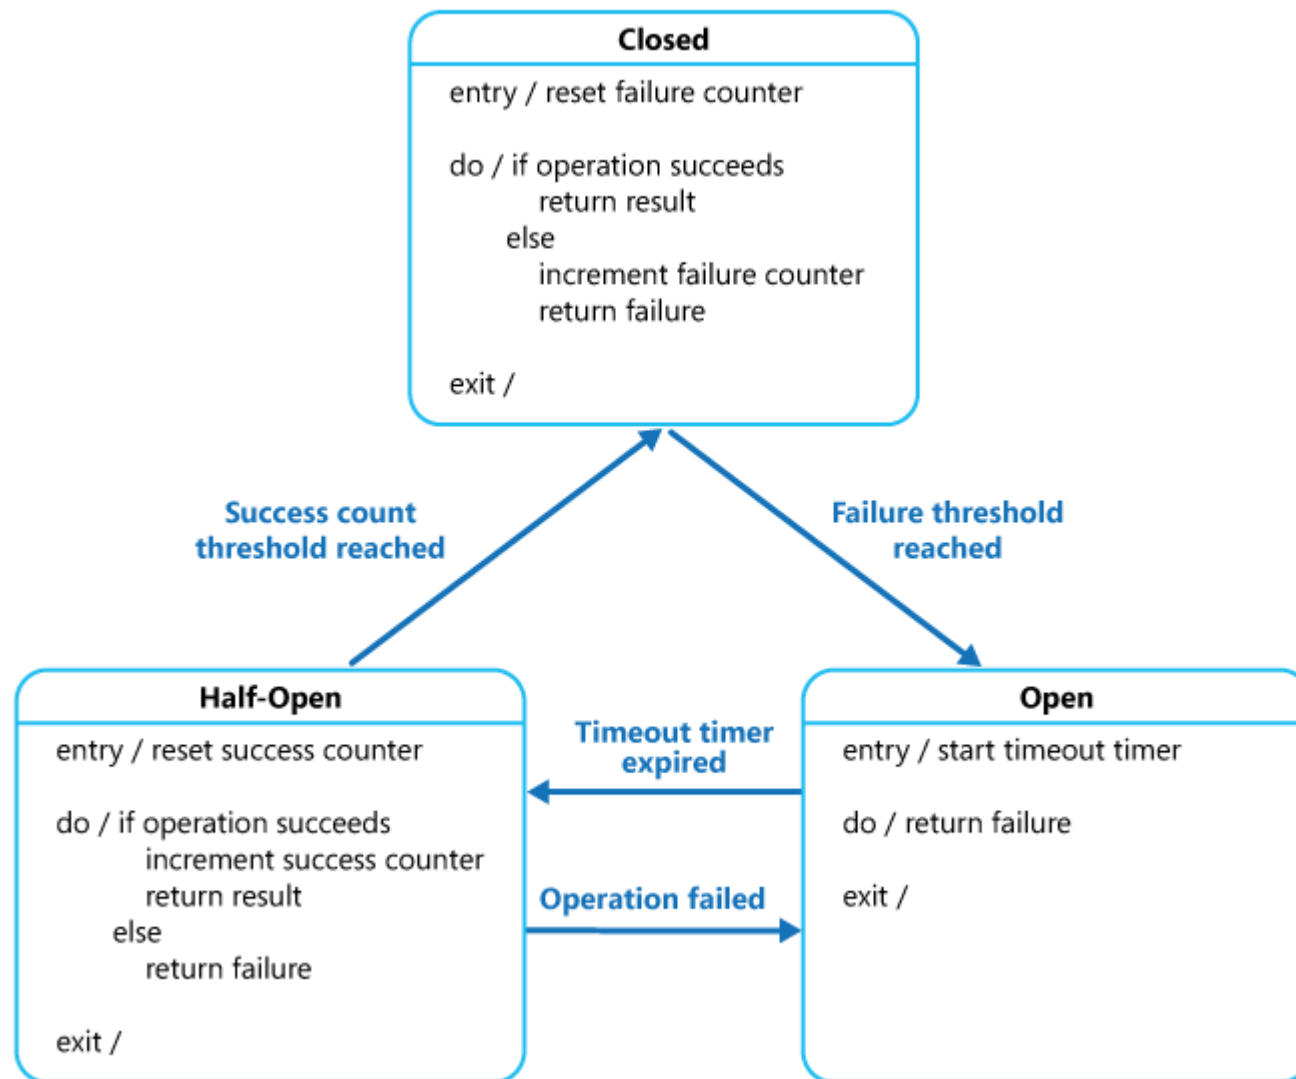 Closed
entry / reset failure counter
do / if operation succeeds
return result
else
increment failure counter
return failure
exit /
Success count
threshold reached
Failure threshold
reached
Half-Open
entry / reset success counter
do / if operation succeeds
increment success counter
return result
else
return failure
exit /
Timeout timer
expired
Operation failed
Open
entry / start timeout timer
do / return failure
exit /